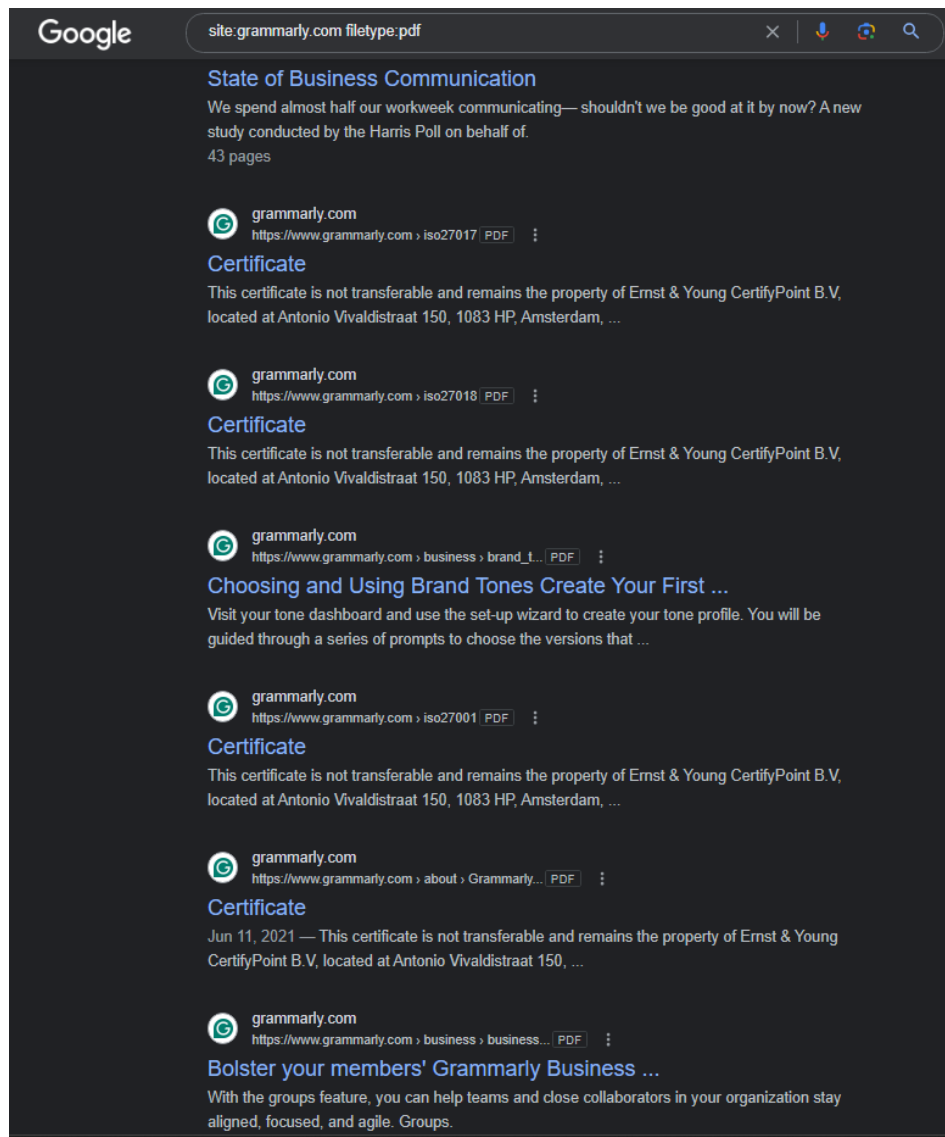 Google
site:grammarly.com filetype:pdf
State of Business Communication
We spend almost half our workweek communicating— shouldn't we be good at it by now? A new
study conducted by the Harris Poll on behalf of.
43 pages
grammarly.com
https://www.grammarly.com › iso27017 PDF
Certificate
This certificate is not transferable and remains the property of Ernst & Young CertifyPoint B.V,
located at Antonio Vivaldistraat 150, 1083 HP, Amsterdam, ...
grammarly.com
https://www.grammarly.com › iso27018 PDF
Certificate
This certificate is not transferable and remains the property of Ernst & Young CertifyPoint B.V,
located at Antonio Vivaldistraat 150, 1083 HP, Amsterdam, ...
grammarly.com
https://www.grammarly.com › business › brand_t... PDF
Choosing and Using Brand Tones Create Your First ...
Visit your tone dashboard and use the set-up wizard to create your tone profile. You will be
guided through a series of prompts to choose the versions that ...
grammarly.com
https://www.grammarly.com › iso27001 PDF
Certificate
This certificate is not transferable and remains the property of Ernst & Young CertifyPoint B.V,
located at Antonio Vivaldistraat 150, 1083 HP, Amsterdam, ...
grammarly.com
https://www.grammarly.com › about › Grammarly... PDF
Certificate
Jun 11, 2021 — This certificate is not transferable and remains the property of Ernst & Young
CertifyPoint B.V, located at Antonio Vivaldistraat 150, ...
grammarly.com
https://www.grammarly.com › business › business... PDF
Bolster your members' Grammarly Business ...
With the groups feature, you can help teams and close collaborators in your organization stay
aligned, focused, and agile. Groups.